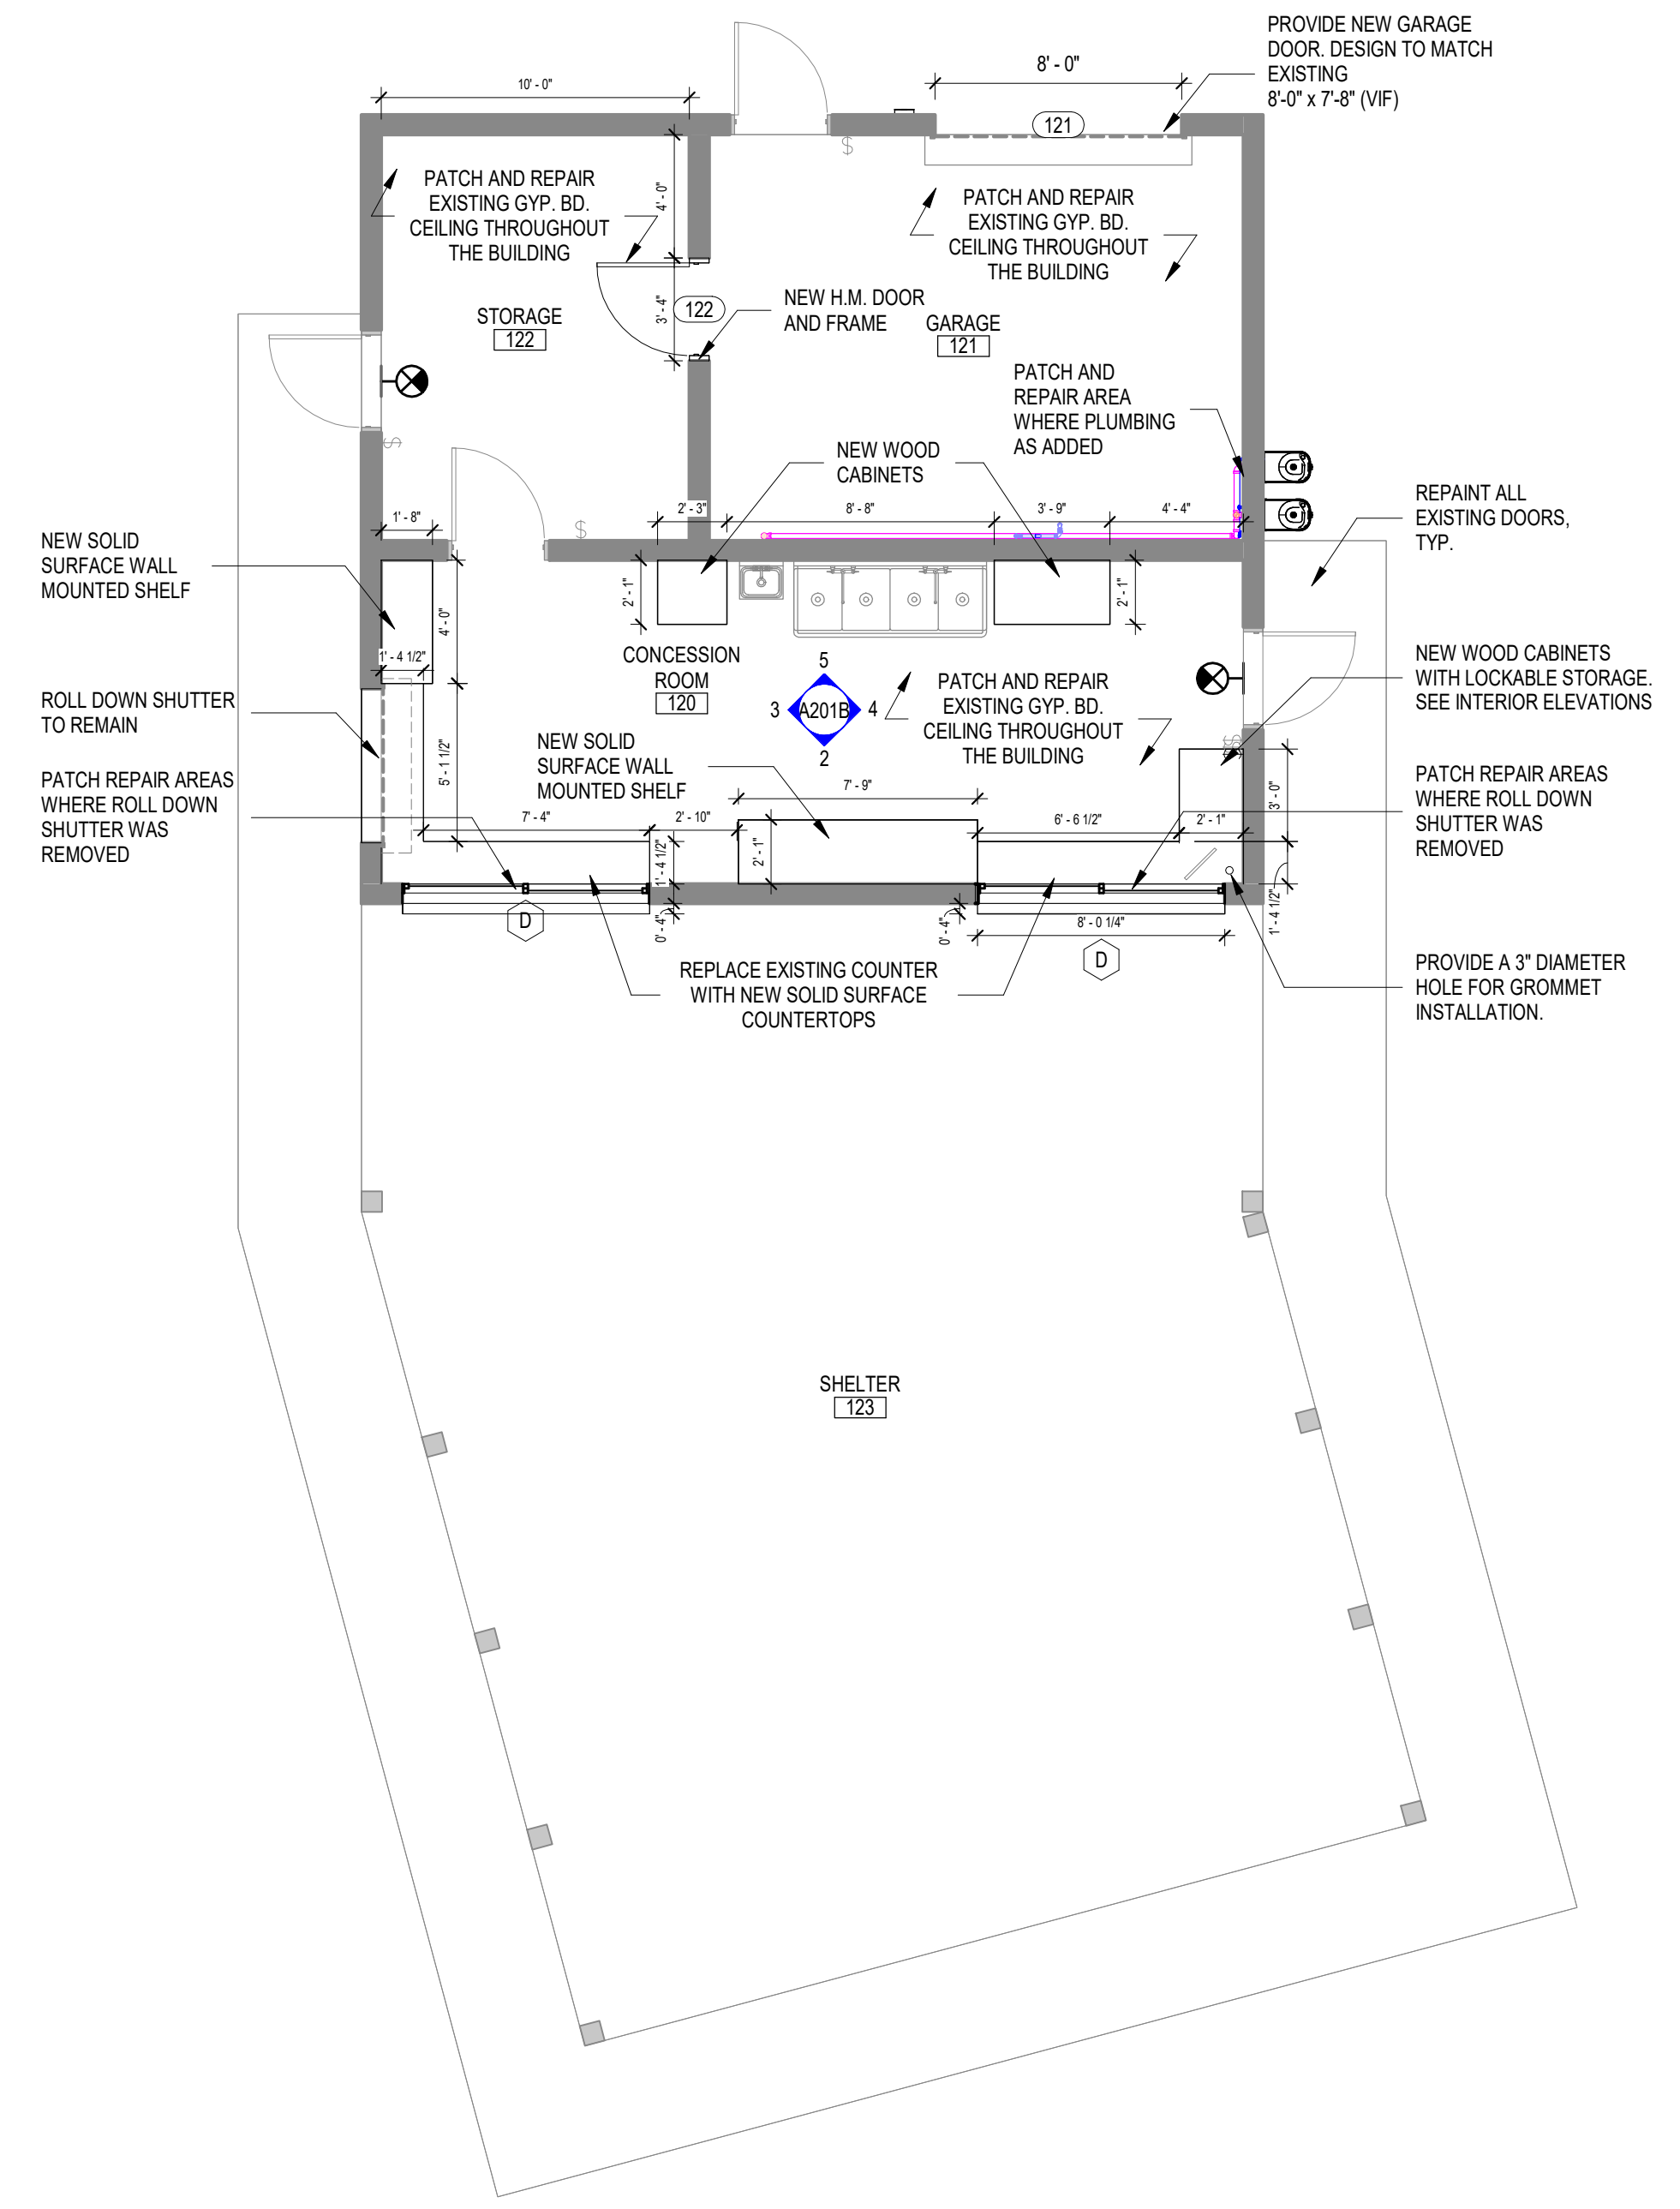 PROVIDE NEW GARAGE
DOOR. DESIGN TO MATCH
EXISTING
8'-0" x 7'-8" (VIF)
8' - 0"
10' - 0"
121
PATCH AND REPAIR
EXISTING GYP. BD.
CEILING THROUGHOUT
THE BUILDING
4' - 0"
PATCH AND REPAIR
EXISTING GYP. BD.
CEILING THROUGHOUT
THE BUILDING
3' - 4"
122
NEW H.M. DOOR
AND FRAME
STORAGE
122
GARAGE
121
PATCH AND
REPAIR AREA
WHERE PLUMBING
AS ADDED
NEW WOOD
CABINETS
$
$
$
1' - 8"
2' - 3"
8' - 8"
3' - 9"
4' - 4"
REPAINT ALL
EXISTING DOORS,
TYP.
NEW SOLID
SURFACE WALL
MOUNTED SHELF
4' - 0"
2' - 1"
2' - 1"
1' - 4 1/2"
CONCESSION
ROOM
120
5
3
A201B
4
2
PATCH AND REPAIR
EXISTING GYP. BD.
CEILING THROUGHOUT
THE BUILDING
NEW WOOD CABINETS
WITH LOCKABLE STORAGE.
SEE INTERIOR ELEVATIONS
ROLL DOWN SHUTTER
TO REMAIN
5' - 1 1/2"
NEW SOLID
SURFACE WALL
MOUNTED SHELF
PATCH REPAIR AREAS
WHERE ROLL DOWN
SHUTTER WAS
REMOVED
7' - 9"
7' - 4"
2' - 10"
6' - 6 1/2"
2' - 1"
3' - 0"
PATCH REPAIR AREAS
WHERE ROLL DOWN
SHUTTER WAS
REMOVED
1' - 4 1/2"
2' - 1"
1' - 4 1/2"
0' - 4"
0' - 4"
8' - 0 1/4"
D
D
REPLACE EXISTING COUNTER
WITH NEW SOLID SURFACE
COUNTERTOPS
PROVIDE A 3" DIAMETER
HOLE FOR GROMMET
INSTALLATION.
SHELTER
123